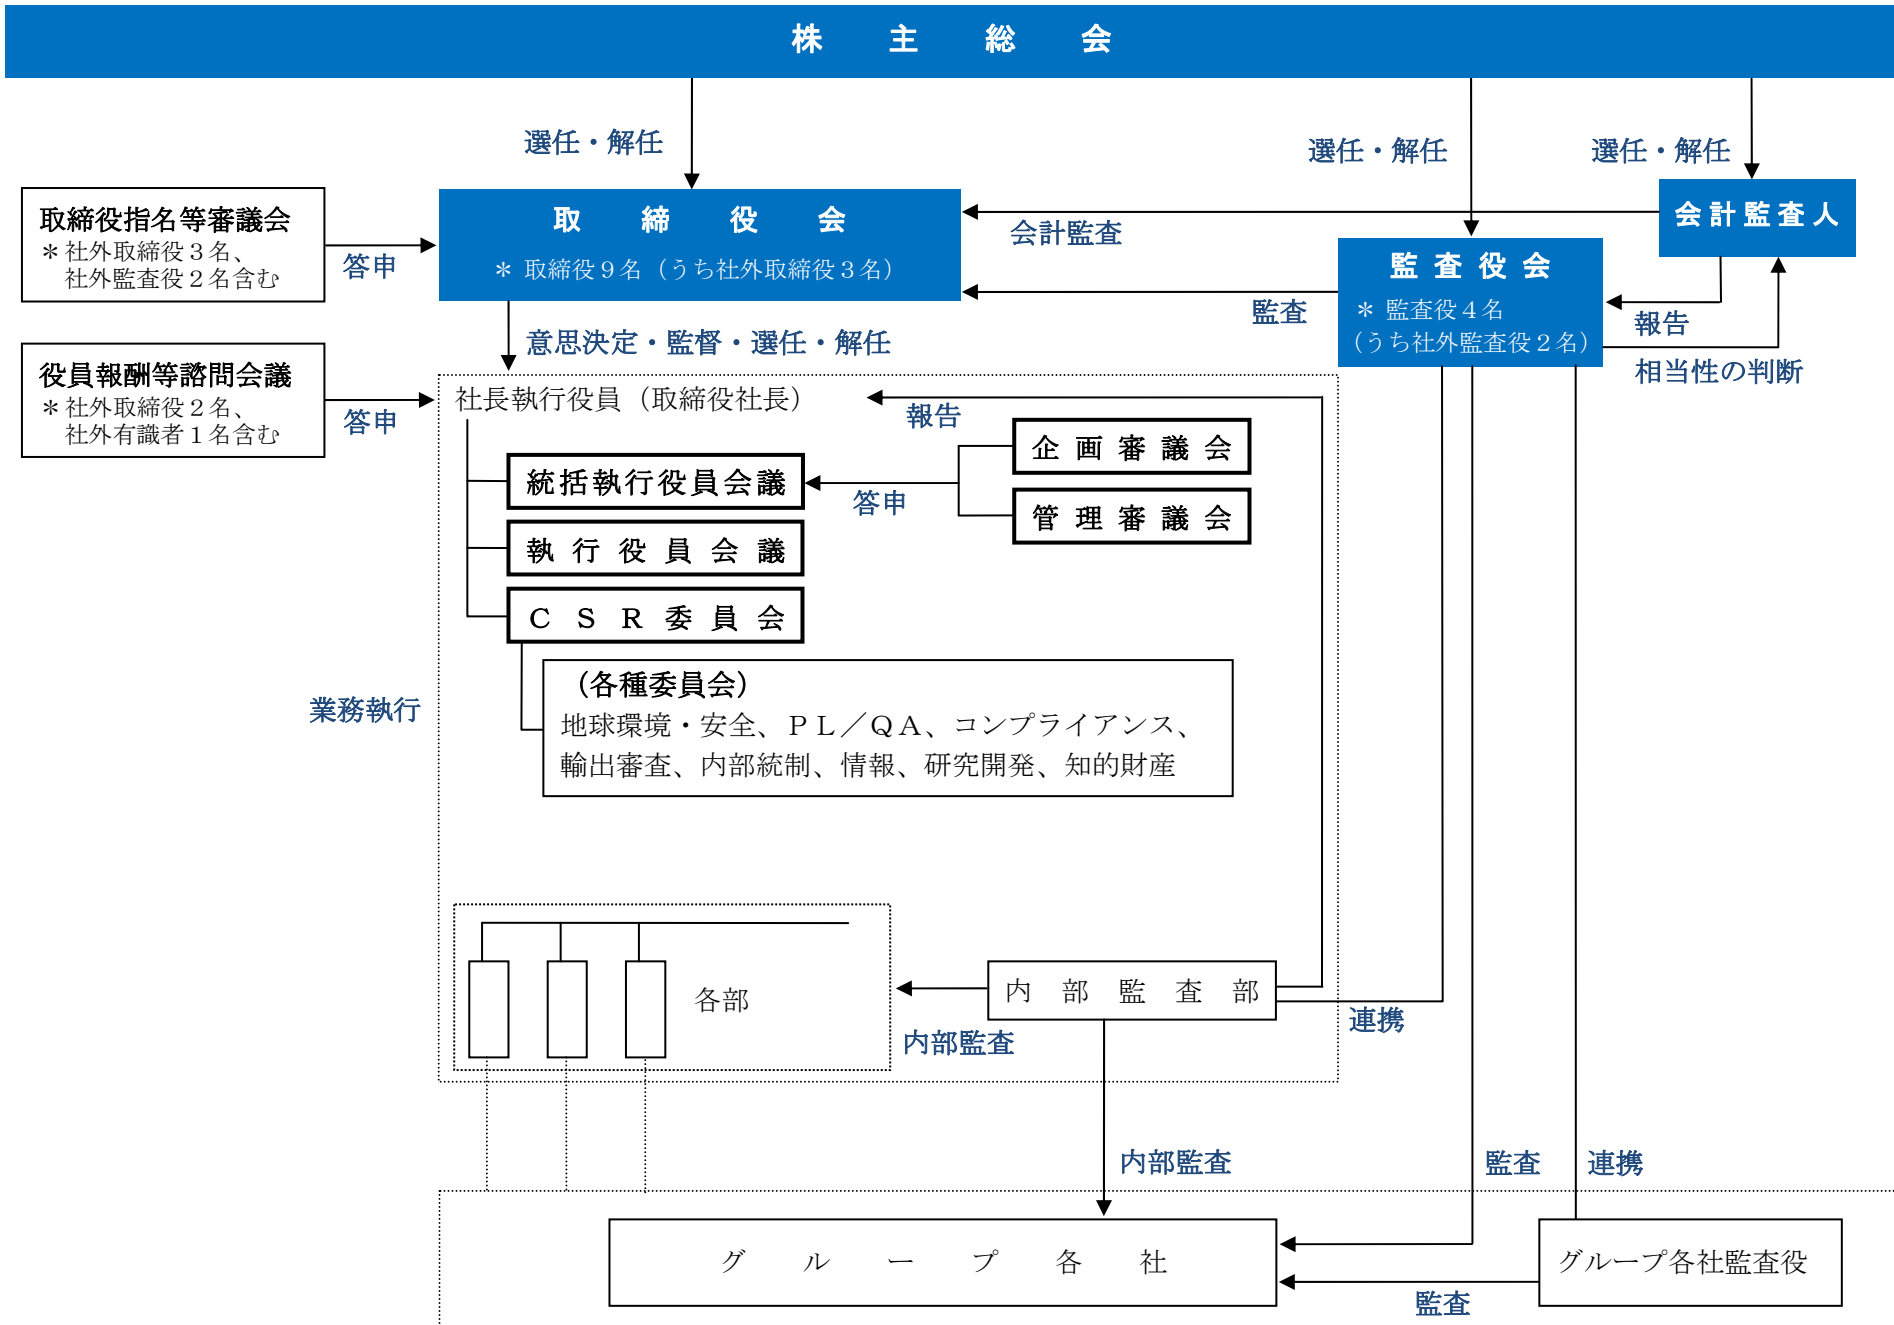 株主総会
選任・解任
選任・解任
選任・解任
取締役指名等審議会
＊社外取締役３名、
社外監査役２名含む
答申
取締役会
＊ 取締役９名（うち社外取締役３名）
会計監査
会計監査人
監査
監査役会
＊ 監査役４名
（うち社外監査役２名）
報告
相当性の判断
意思決定・監督・選任・解任
役員報酬等諮問会議
＊社外取締役２名、
社外有識者１名含む
答申
社長執行役員（取締役社長）
報告
統括執行役員会議
答申
企画審議会
管理審議会
執行役員会議
ＣＳＲ委員会
業務執行
（各種委員会）
地球環境・安全、ＰＬ／ＱＡ、コンプライアンス、
輸出審査、内部統制、情報、研究開発、知的財産
各部
内部監査部
内部監査
連携
内部監査
監査
連携
グループ各社
グループ各社監査役
監査